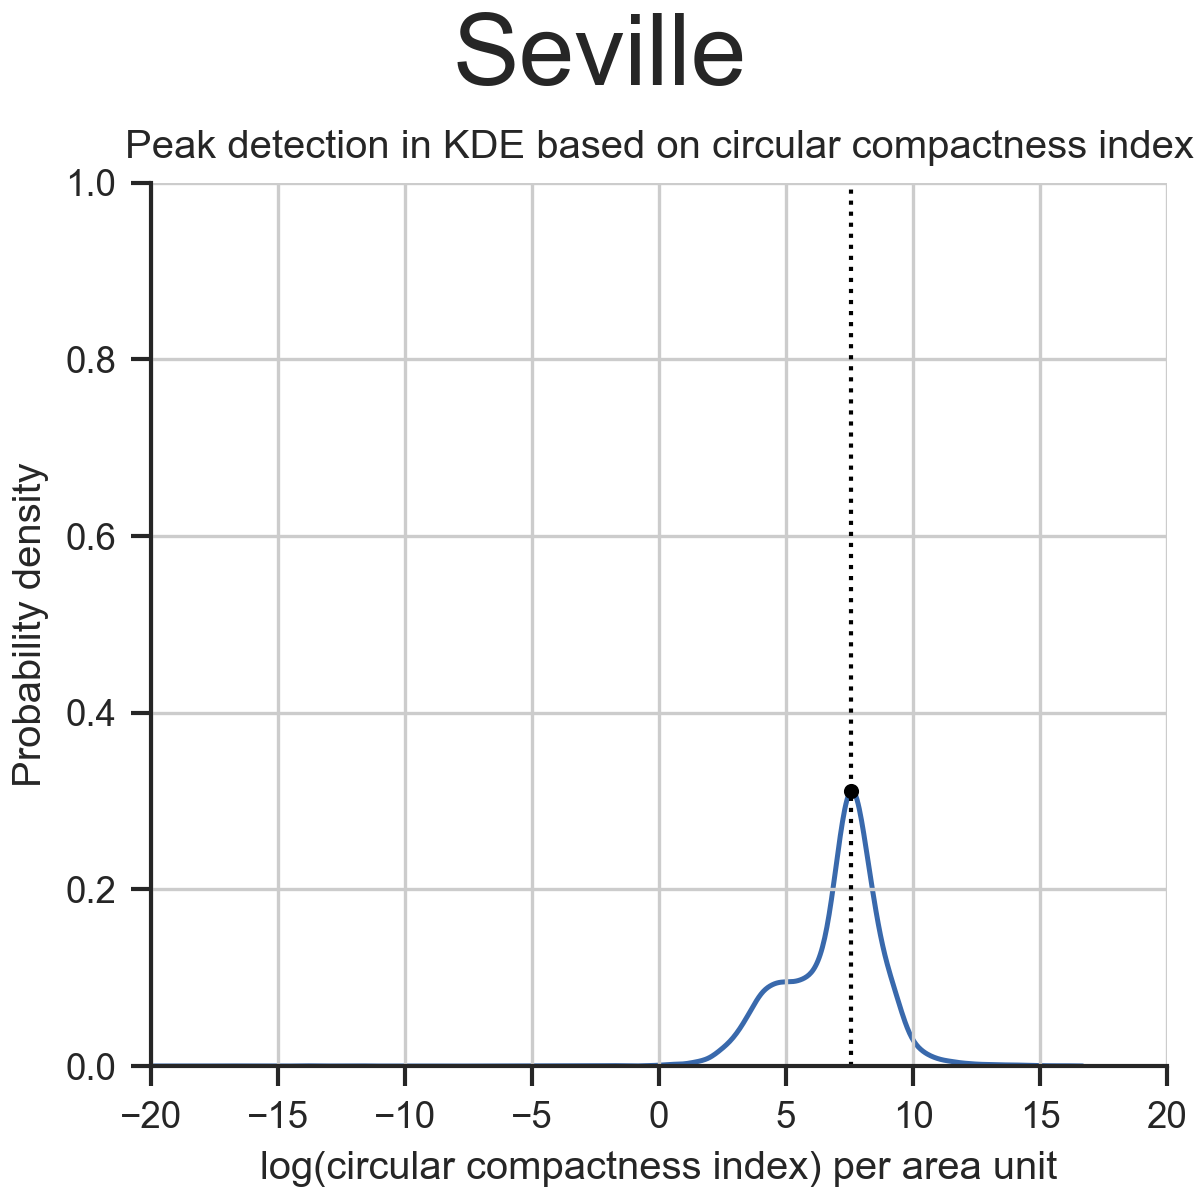 Seville
Peak detection in KDE based on circular compactness index
1.0
0.8
0.6
0.4
0.2
0.0
Probability density
−20 −15 −10 −5 0 5 10 15 20
log(circular compactness index) per area unit